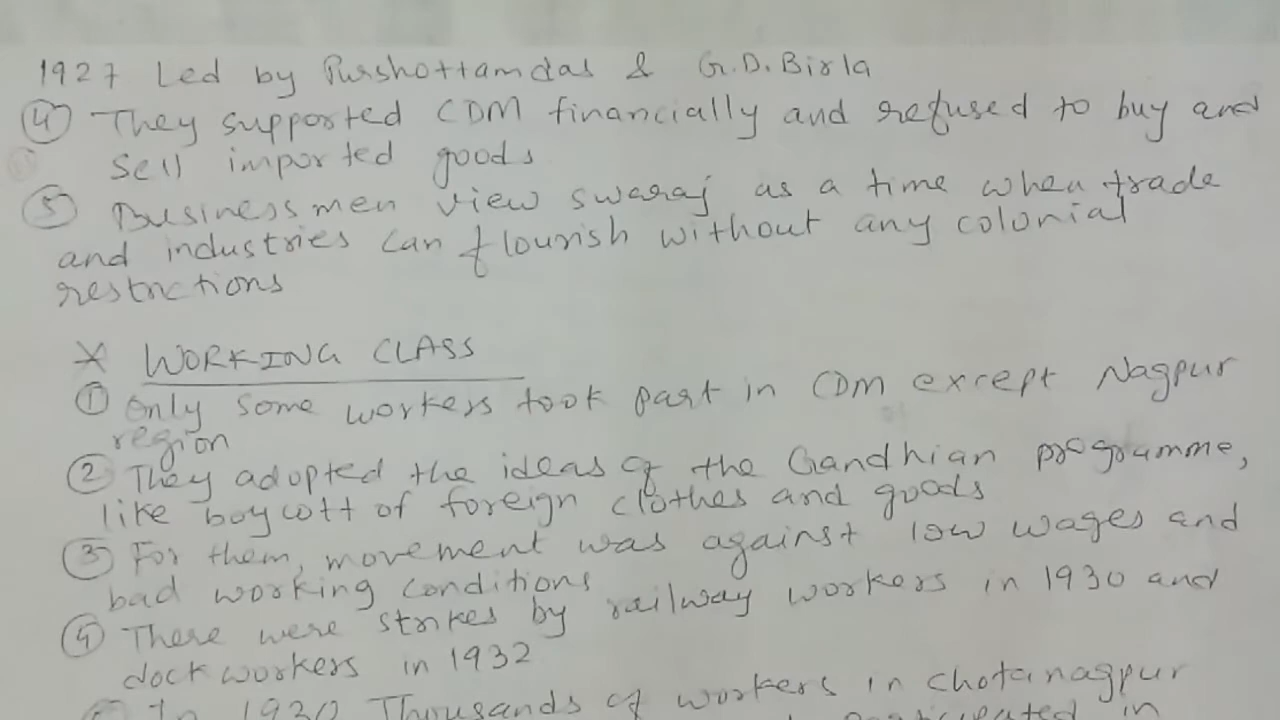 1927 Led by Purshottamdas & G.D. Birla
④ They supported CDM financially and refused to buy and
sell imported goods
⑤ Businessmen view swaraj as a time when trade
and industries can flourish without any colonial
restrictions
* WORKING CLASS
① Only some workers took part in CDM except Nagpur
region
② They adopted the ideas of the Gandhian programme,
like boycott of foreign clothes and goods
③ For them, movement was against low wages and
bad working conditions
④ There were strikes by railway workers in 1930 and
dock workers in 1932
In 1930 Thousands of workers in chotanagpur
participated in